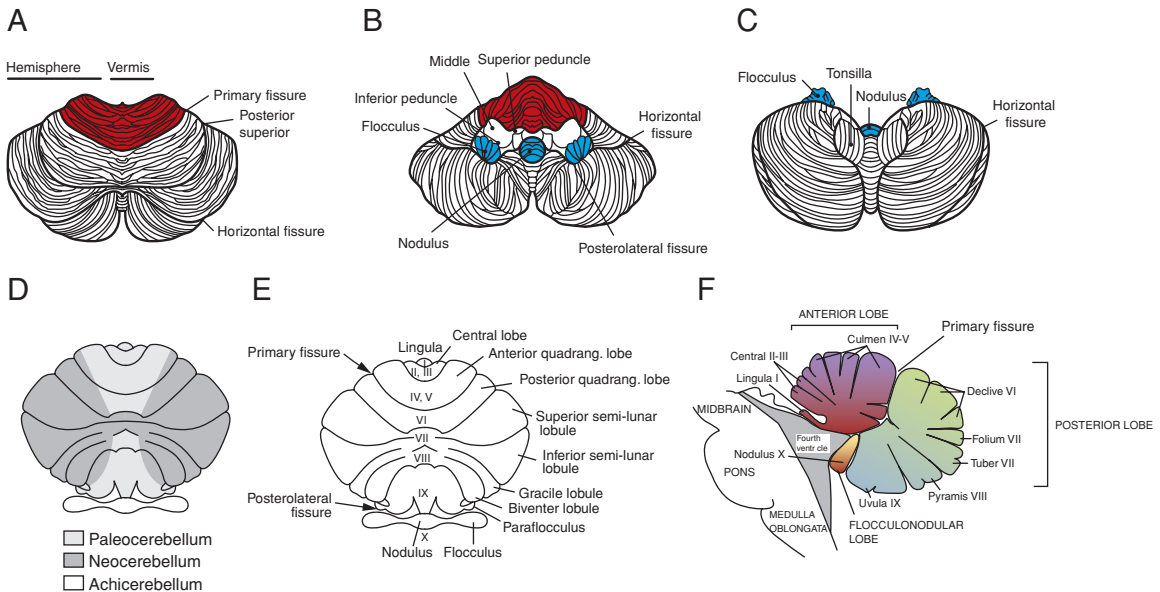 A
Hemisphere
Vermis
Primary fissure
Posterior
superior
Horizontal fissure
B
Middle
Superior peduncle
Inferior peduncle
Flocculus
Horizontal
fissure
Nodulus
Posterolateral fissure
C
Flocculus
Tonsilla
Nodulus
Horizontal
fissure
D
Paleocerebellum
Neocerebellum
Achicerebellum
E
Primary fissure
Lingula
Central lobe
Anterior quadrang. lobe
Posterior quadrang. lobe
Superior semi-lunar
lobule
Inferior semi-lunar
lobule
Gracile lobule
Biventer lobule
Paraflocculus
Posterolateral
fissure
Nodulus
Flocculus
I
II, III
IV, V
VI
VII
VIII
IX
X
F
ANTERIOR LOBE
Culmen IV-V
Primary fissure
Central II-III
Lingula I
Declive VI
MIDBRAIN
POSTERIOR LOBE
Fourth
ventr cle
Folium VII
Nodulus X
Tuber VII
PONS
Pyramis VIII
Uvula IX
MEDULLA
OBLONGATA
FLOCCULONODULAR
LOBE